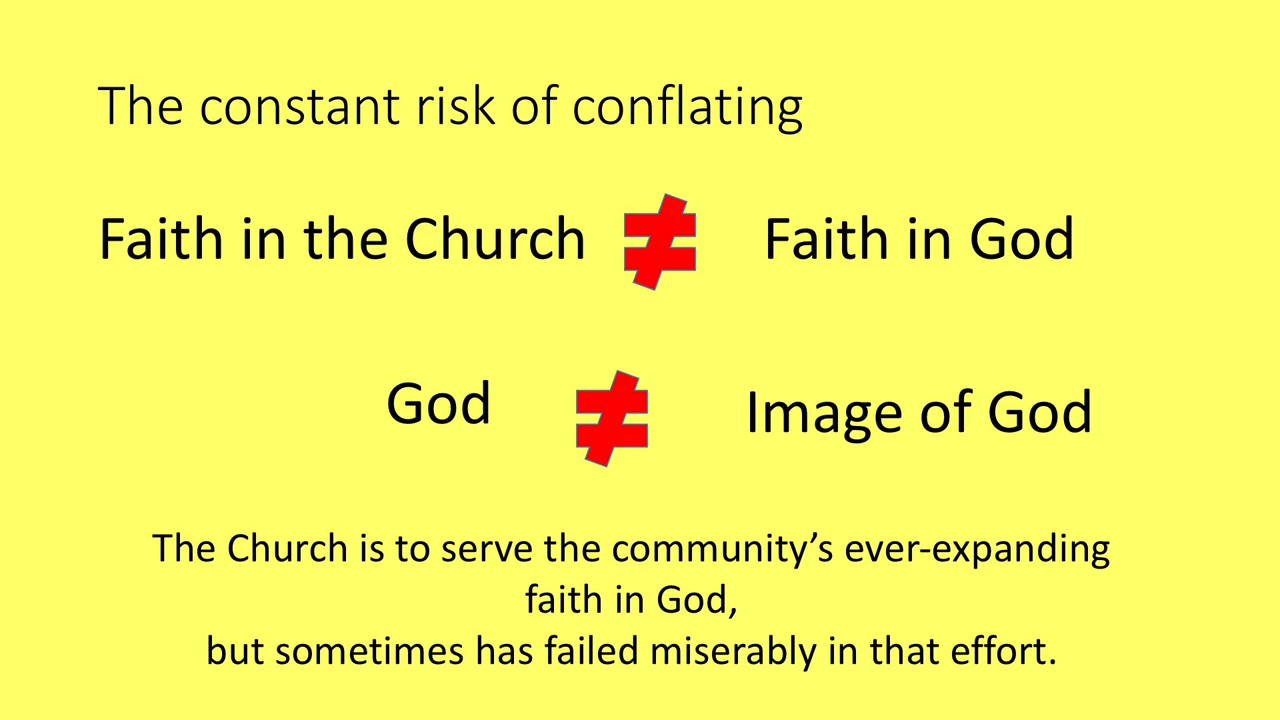 The constant risk of conflating
Faith in the Church ≠ Faith in God
God ≠ Image of God
The Church is to serve the community’s ever-expanding
faith in God,
but sometimes has failed miserably in that effort.